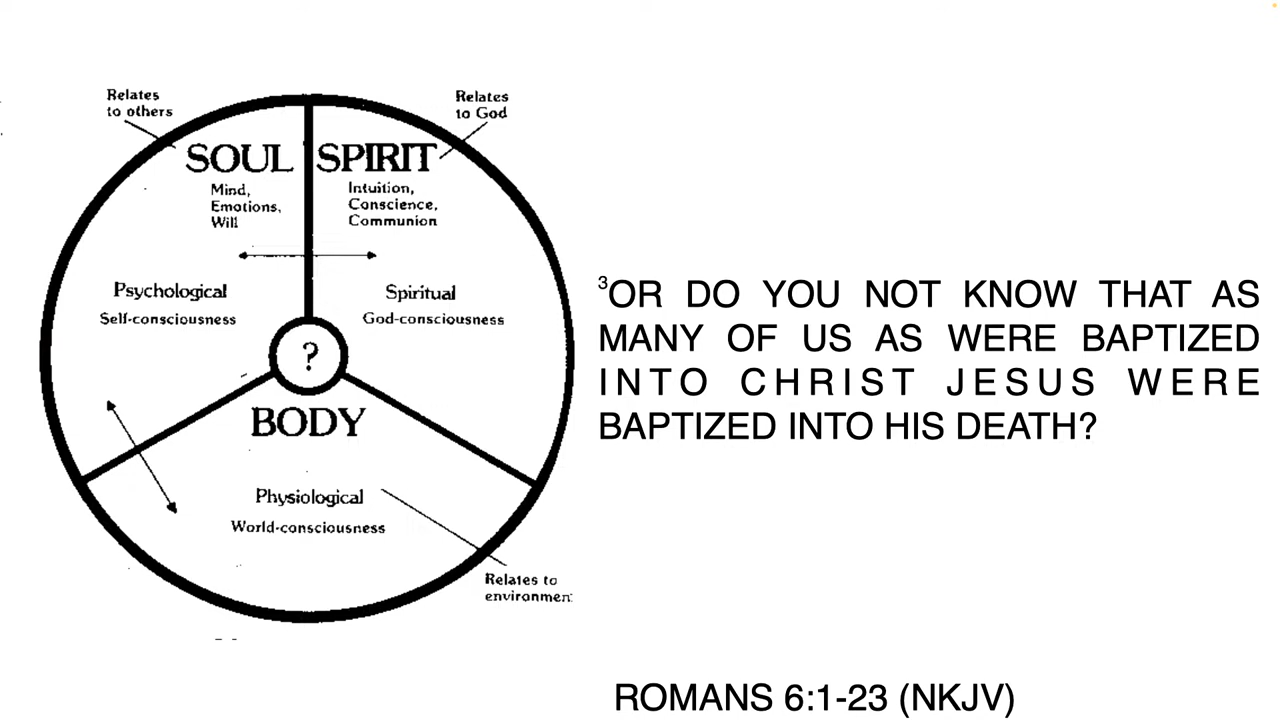 Relates
to others
Relates
to God
SOUL
SPIRIT
Mind,
Emotions,
Will
Intuition,
Conscience,
Communion
Psychological
Self-consciousness
Spiritual
God-consciousness
?
BODY
Physiological
World-consciousness
Relates to
environmen
3OR DO YOU NOT KNOW THAT AS
MANY OF US AS WERE BAPTIZED
INTO CHRIST JESUS WERE
BAPTIZED INTO HIS DEATH?
ROMANS 6:1-23 (NKJV)